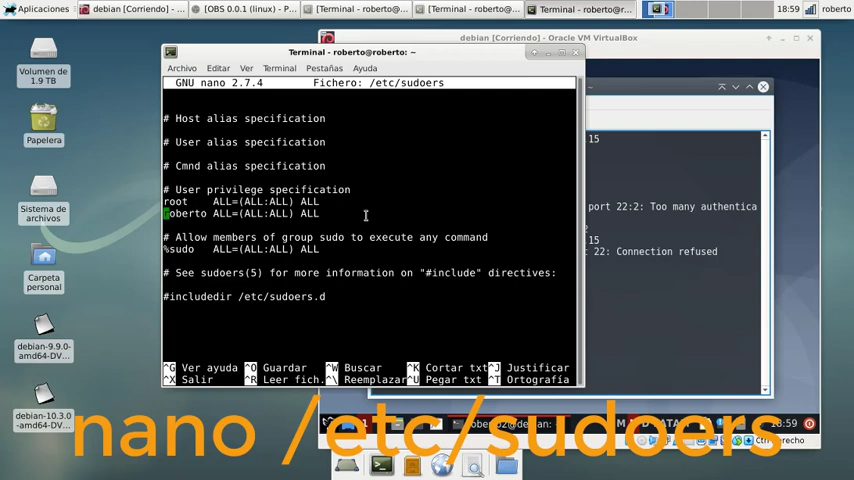 Aplicaciones
debian [Corriendo] - ...
[OBS 0.0.1 (linux) - P...
[Terminal - roberto@...
[Terminal - roberto@...
Terminal - roberto@r...
18:59
roberto
debian [Corriendo] - Oracle VM VirtualBox
Terminal - roberto@roberto: ~
Archivo Editar Ver Terminal Pestañas Ayuda
GNU nano 2.7.4 Fichero: /etc/sudoers
# Host alias specification
# User alias specification
# Cmnd alias specification
# User privilege specification
root ALL=(ALL:ALL) ALL
roberto ALL=(ALL:ALL) ALL
# Allow members of group sudo to execute any command
%sudo ALL=(ALL:ALL) ALL
# See sudoers(5) for more information on "#include" directives:
#includedir /etc/sudoers.d
^G Ver ayuda ^O Guardar ^W Buscar ^K Cortar txt ^J Justificar
^X Salir ^R Leer fich. ^\ Reemplazar ^U Pegar txt ^T Ortografía
15
port 22:2: Too many authentica
15
22: Connection refused
Volumen de
1.9 TB
Papelera
Sistema de
archivos
Carpeta
personal
debian-9.9.0-
amd64-DV...
debian-10.3.0
-amd64-DV...
18:59
nano /etc/sudoers